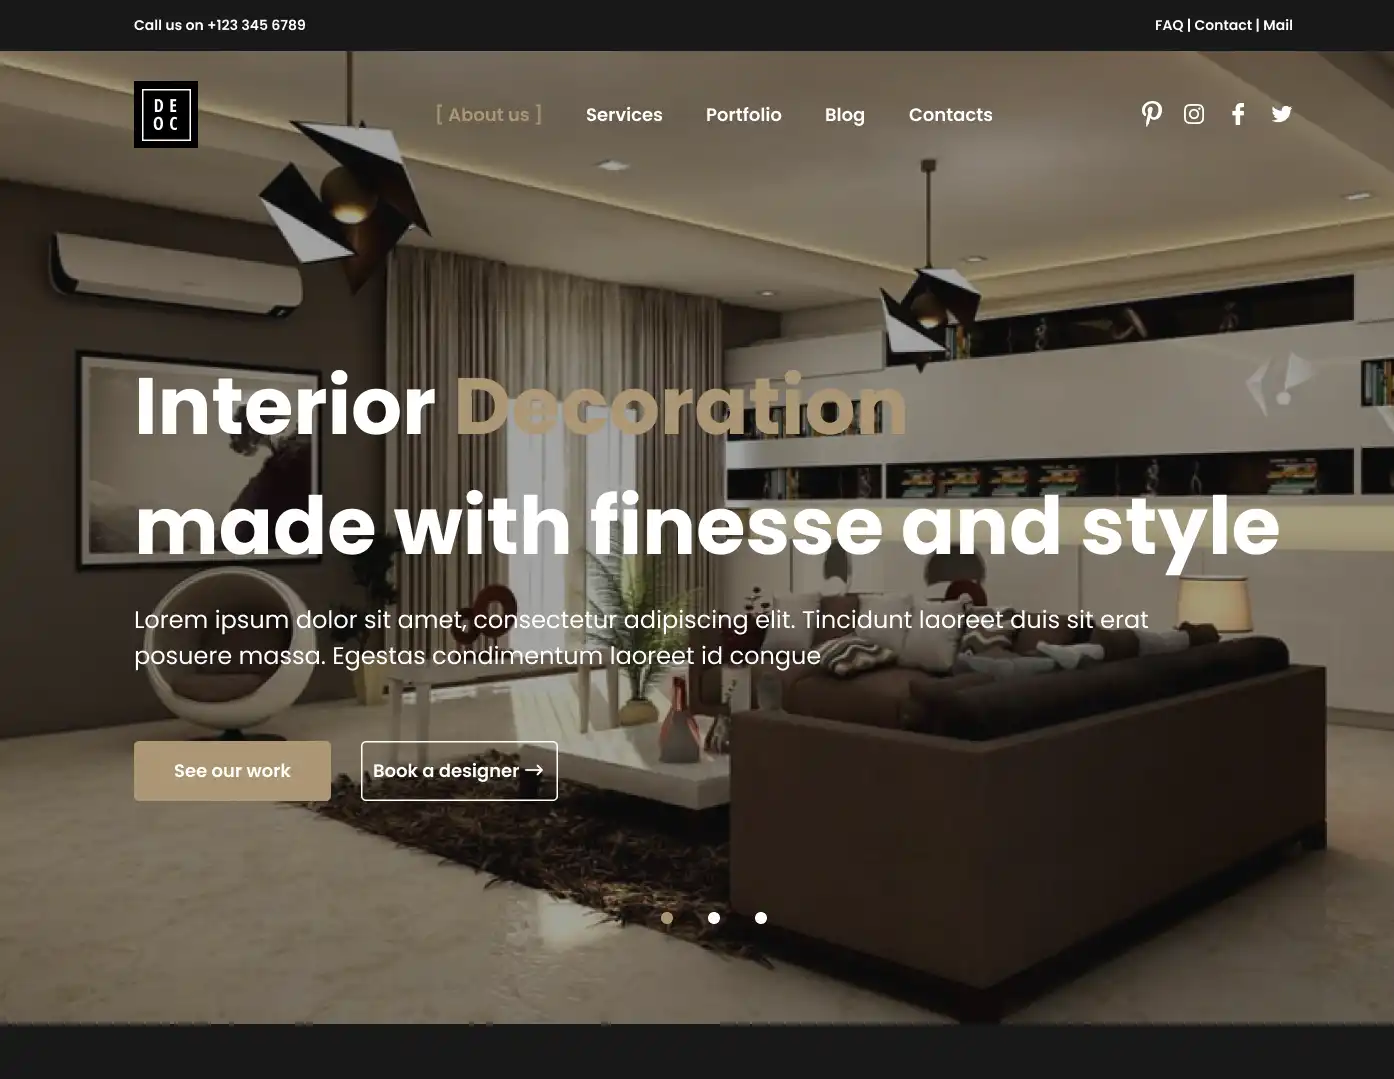 Call us on +123 345 6789
FAQ | Contact | Mail
DE
OC
[ About us ]
Services
Portfolio
Blog
Contacts
Interior Decoration
made with finesse and style
Lorem ipsum dolor sit amet, consectetur adipiscing elit. Tincidunt laoreet duis sit erat
posuere massa. Egestas condimentum laoreet id congue
See our work
Book a designer →